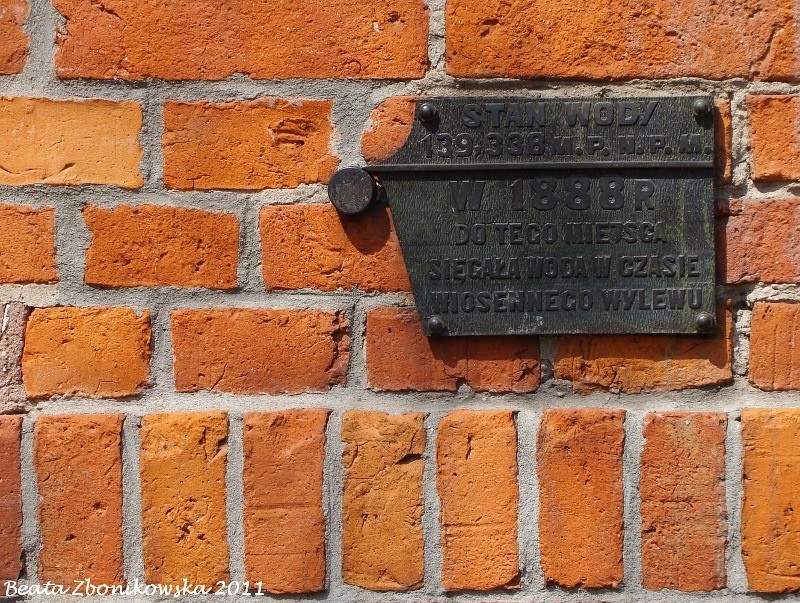 STAN WODY
139,338 M. P. N. P. M.
W 1888 R
DO TEGO MIEJSCA
SIĘGAŁA WODA W CZASIE
WIOSENNEGO WYLEWU
Beata Zbonikowska 2011